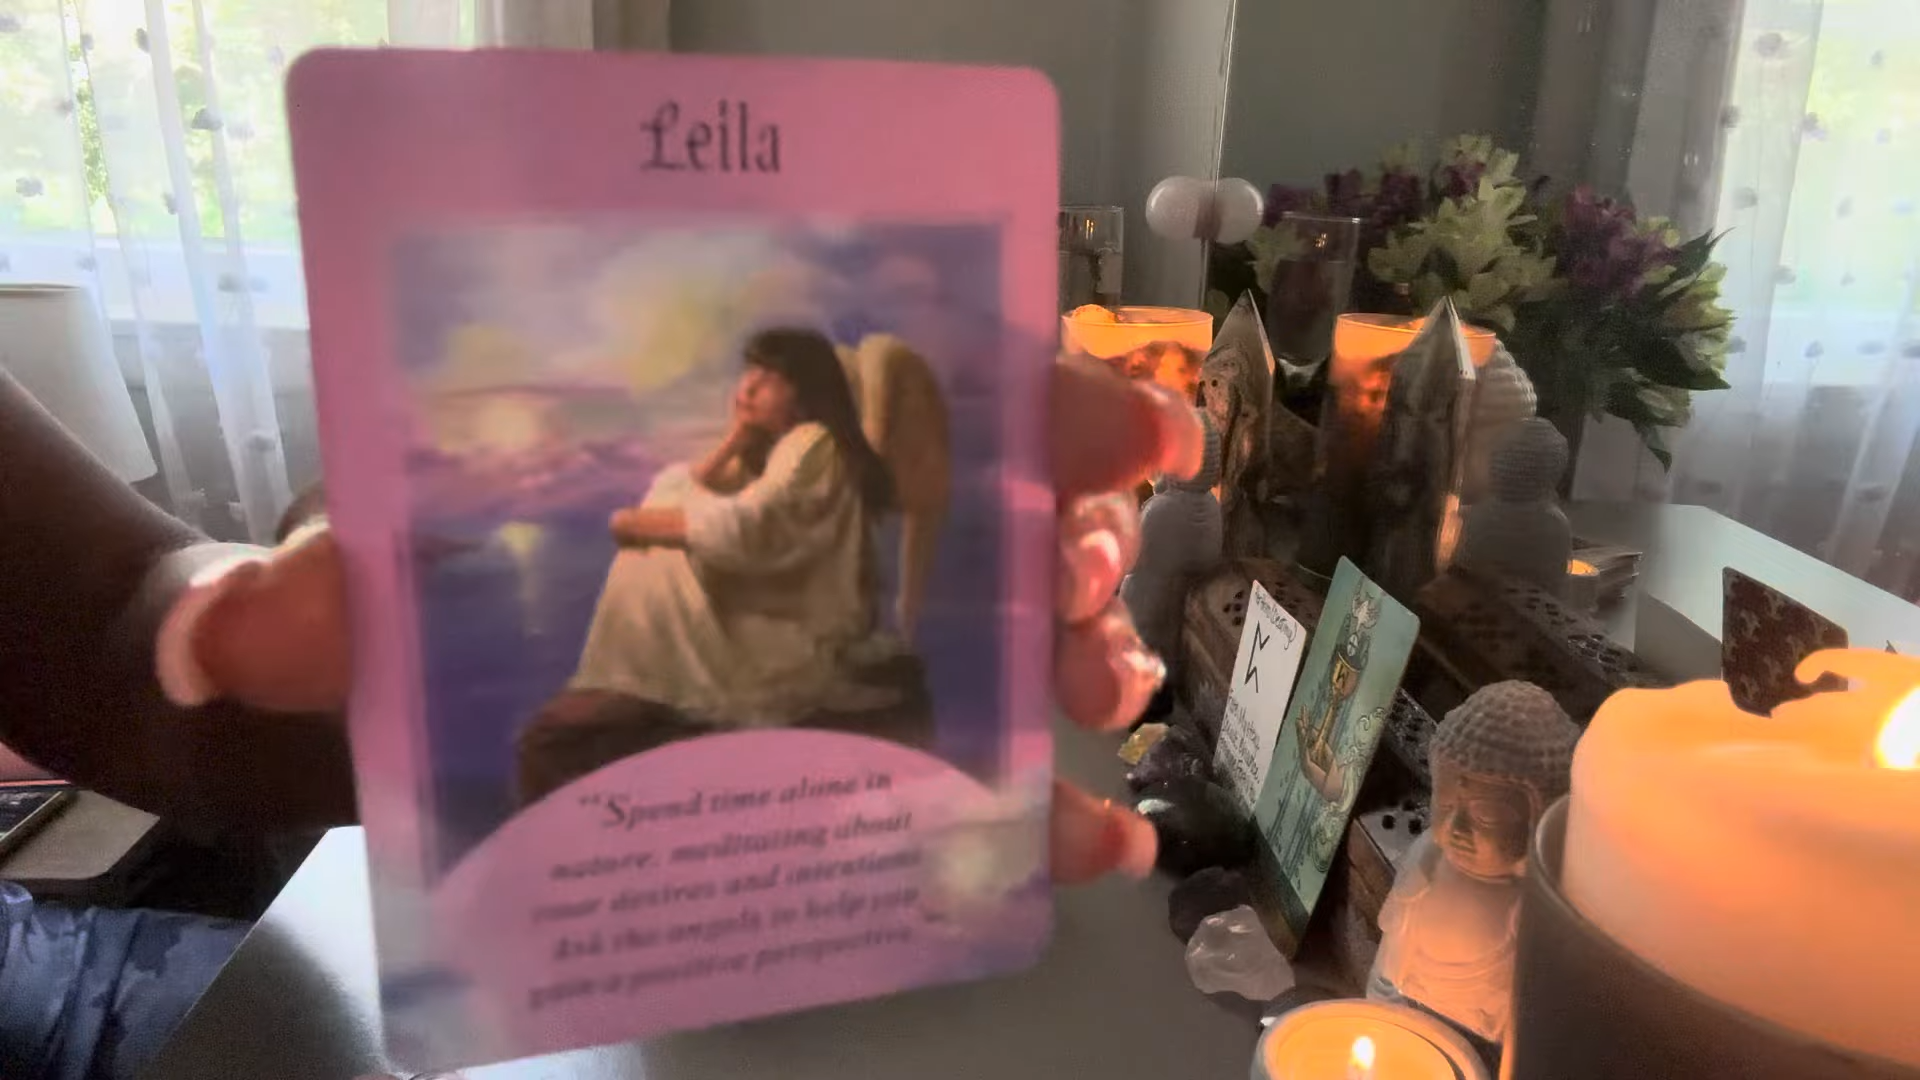 Leila
"Spend time alone in
nature, meditating about
your desires and intentions
Ask the angels to help you
gain a positive perspective."